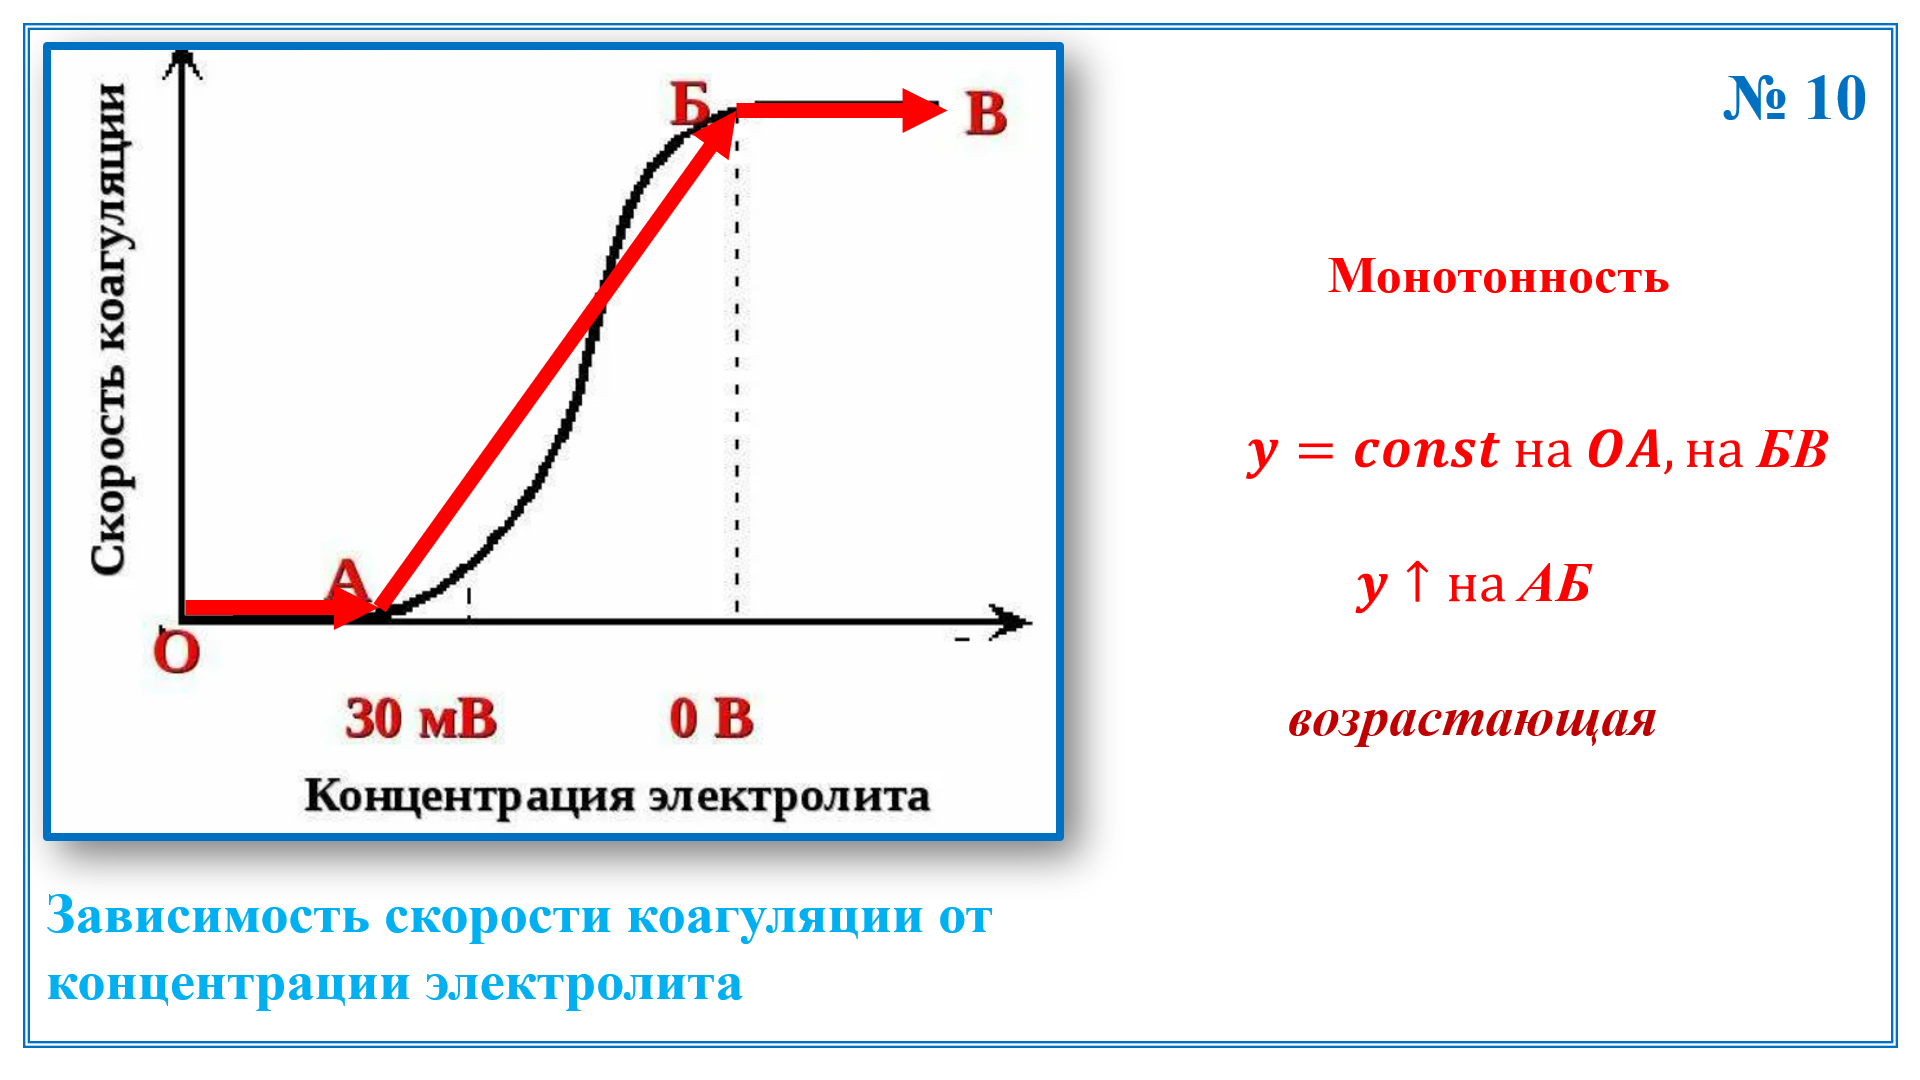 № 10
Скорость коагуляции
Б
В
А
О
30 мВ
0 В
Концентрация электролита
Монотонность
y = const на OA, на БВ
y ↑ на АБ
возрастающая
Зависимость скорости коагуляции от
концентрации электролита